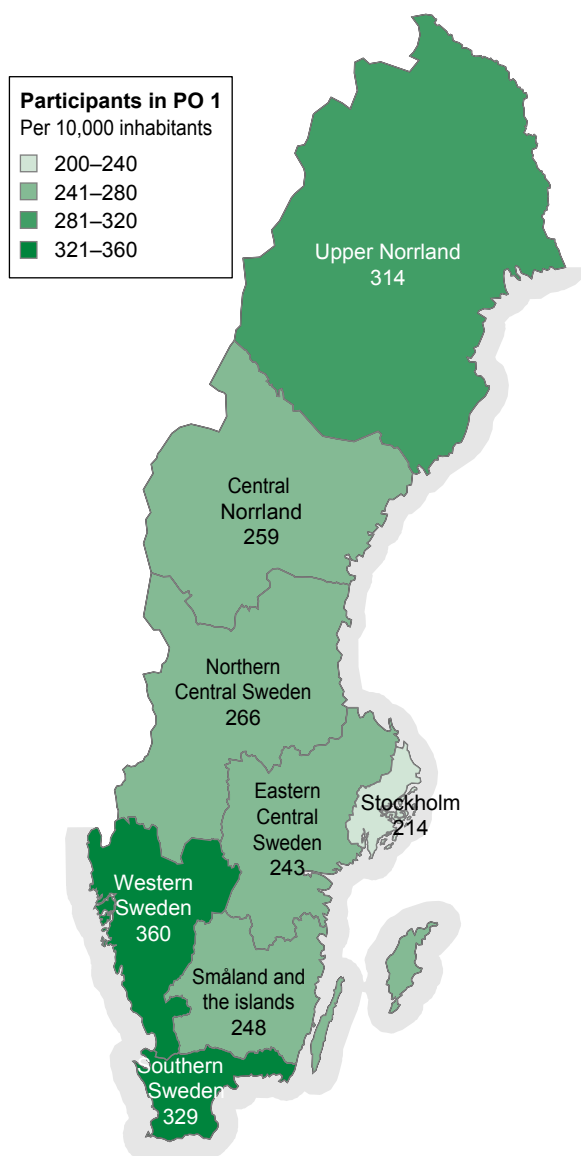 Participants in PO 1
Per 10,000 inhabitants
200–240
241–280
281–320
321–360
Upper Norrland
314
Central
Norrland
259
Northern
Central Sweden
266
Eastern
Central
Sweden
243
Stockholm
214
Western
Sweden
360
Småland and
the islands
248
Southern
Sweden
329